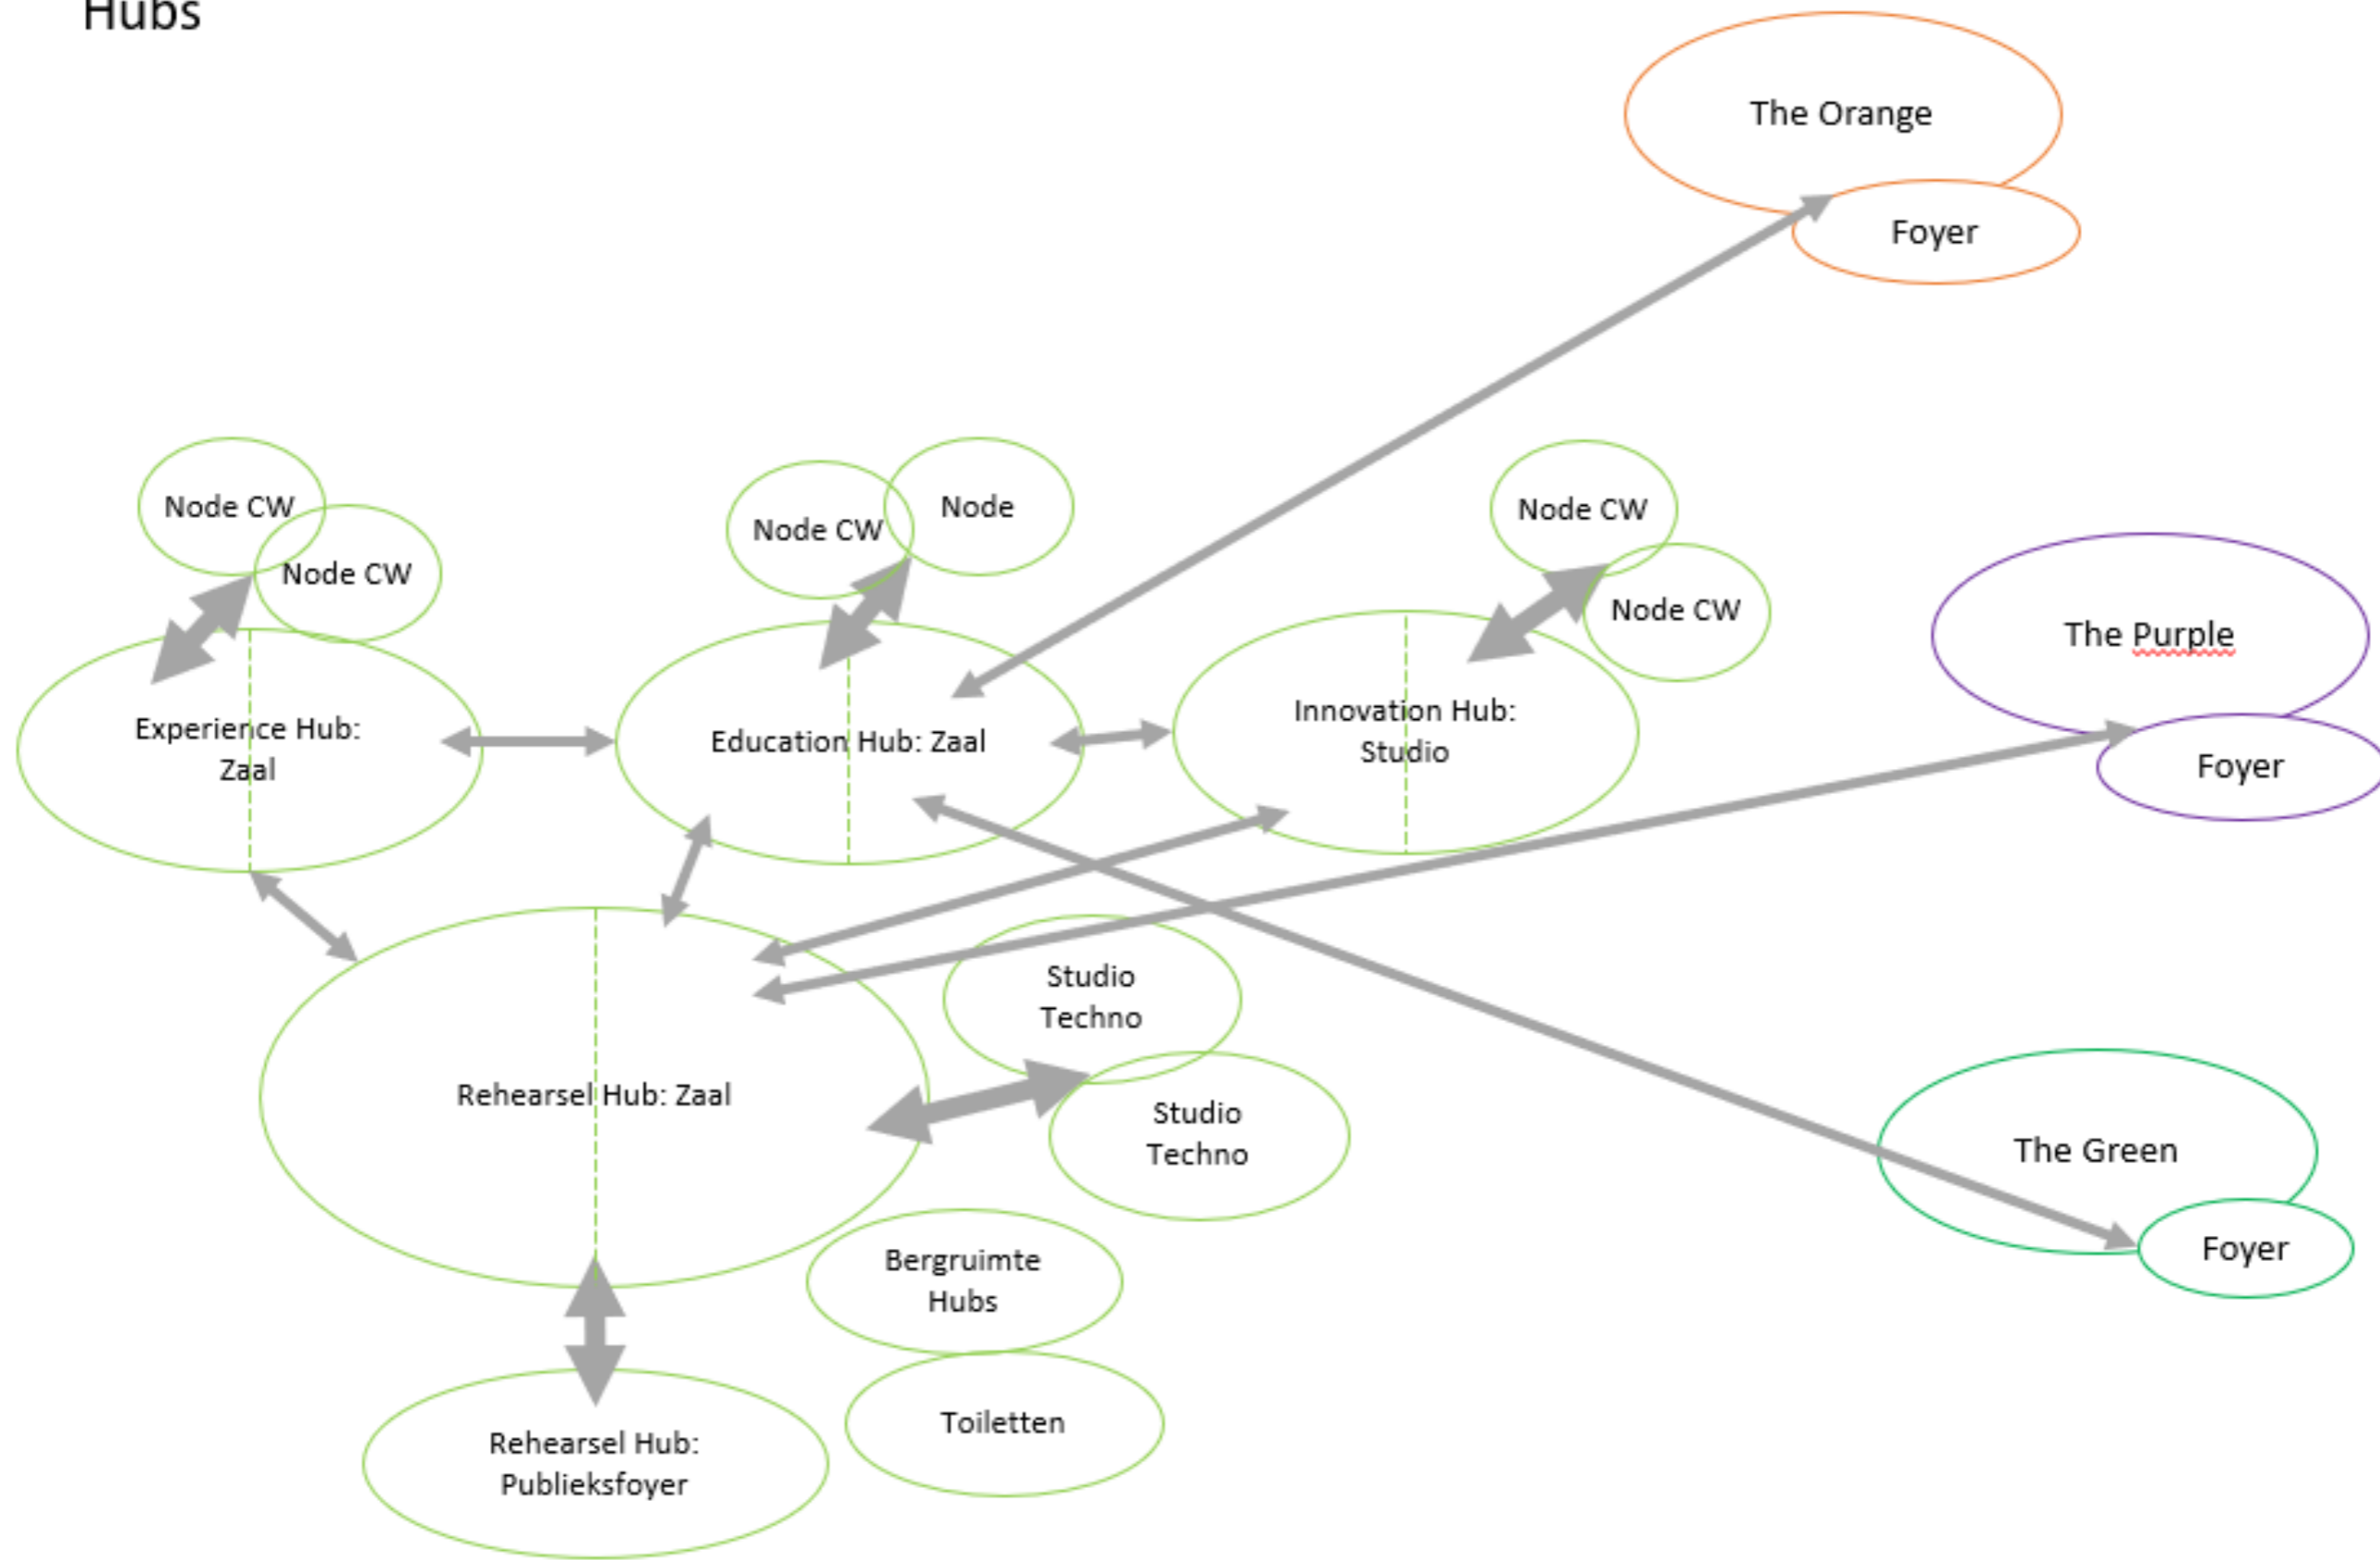 Hubs
The Orange
Foyer
Node CW
Node CW
Node CW
Node
Node CW
Node CW
The Purple
Foyer
Experience Hub:
Zaal
Education Hub: Zaal
Innovation Hub:
Studio
Rehearsel Hub: Zaal
Studio
Techno
Studio
Techno
The Green
Foyer
Bergruimte
Hubs
Toiletten
Rehearsel Hub:
Publieksfoyer